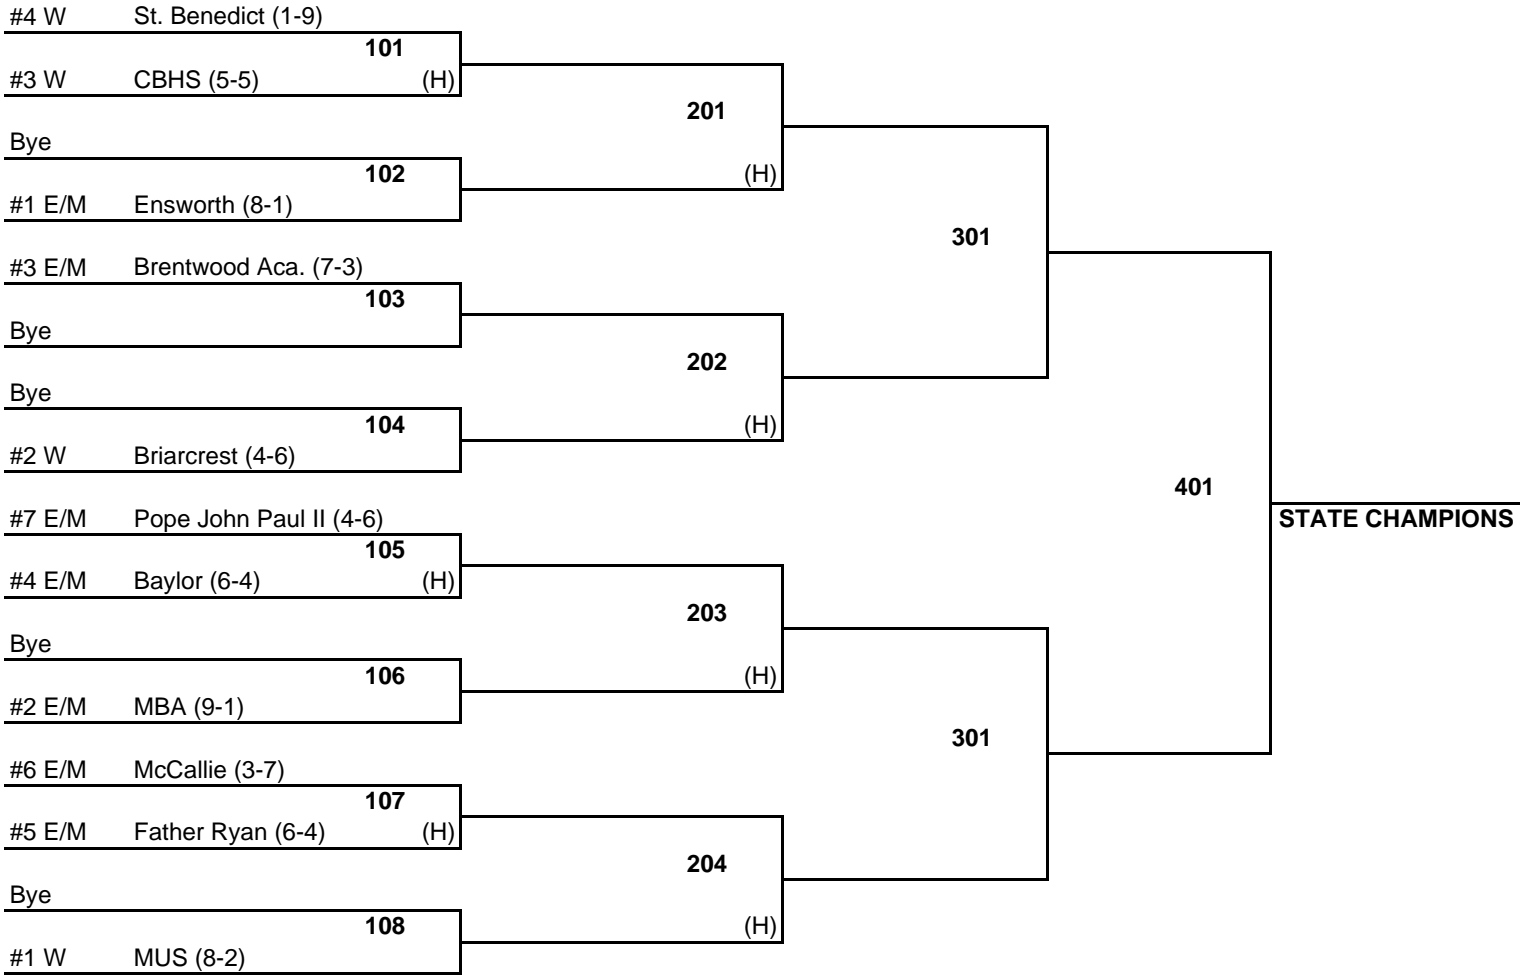 #4 W St. Benedict (1-9)
101
#3 W CBHS (5-5) (H)
201
Bye
102 (H)
#1 E/M Ensworth (8-1)
301
#3 E/M Brentwood Aca. (7-3)
103
Bye
202
Bye
104 (H)
#2 W Briarcrest (4-6)
401
#7 E/M Pope John Paul II (4-6) STATE CHAMPIONS
105
#4 E/M Baylor (6-4) (H)
203
Bye
106 (H)
#2 E/M MBA (9-1)
301
#6 E/M McCallie (3-7)
107
#5 E/M Father Ryan (6-4) (H)
204
Bye
108 (H)
#1 W MUS (8-2)